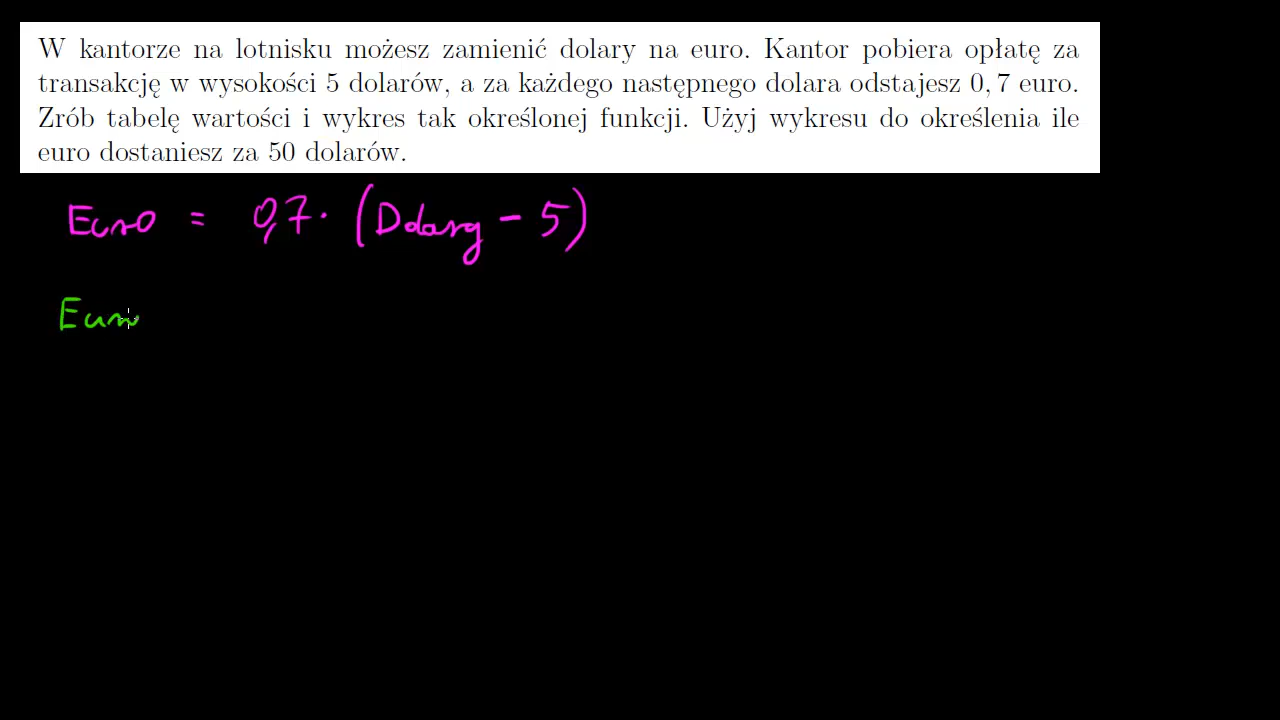 W kantorze na lotnisku możesz zamienić dolary na euro. Kantor pobiera opłatę za
transakcję w wysokości 5 dolarów, a za każdego następnego dolara odstajesz 0, 7 euro.
Zrób tabelę wartości i wykres tak określonej funkcji. Użyj wykresu do określenia ile
euro dostaniesz za 50 dolarów.
Euro = 0,7 · (Dolary - 5)
Euro